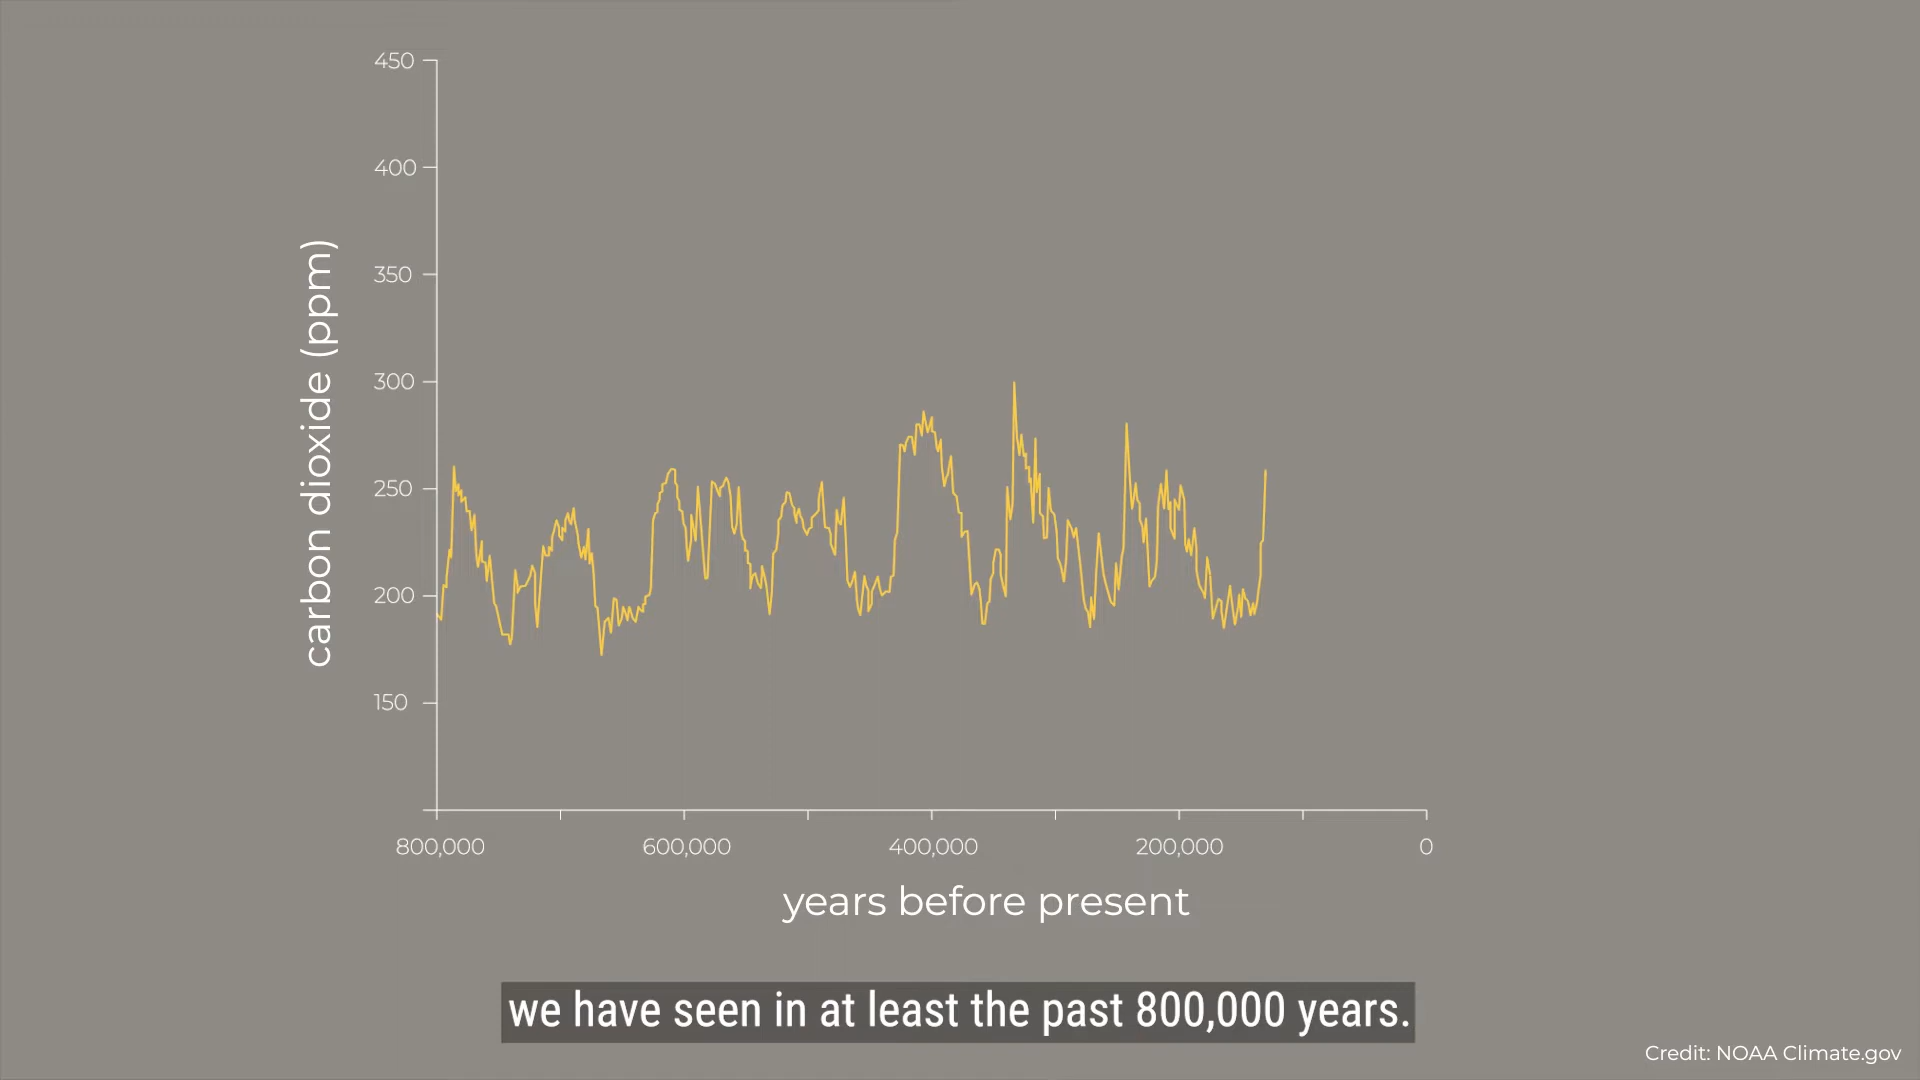 450
400
350
300
250
200
150
carbon dioxide (ppm)
800,000 600,000 400,000 200,000 0
years before present
we have seen in at least the past 800,000 years.
Credit: NOAA Climate.gov